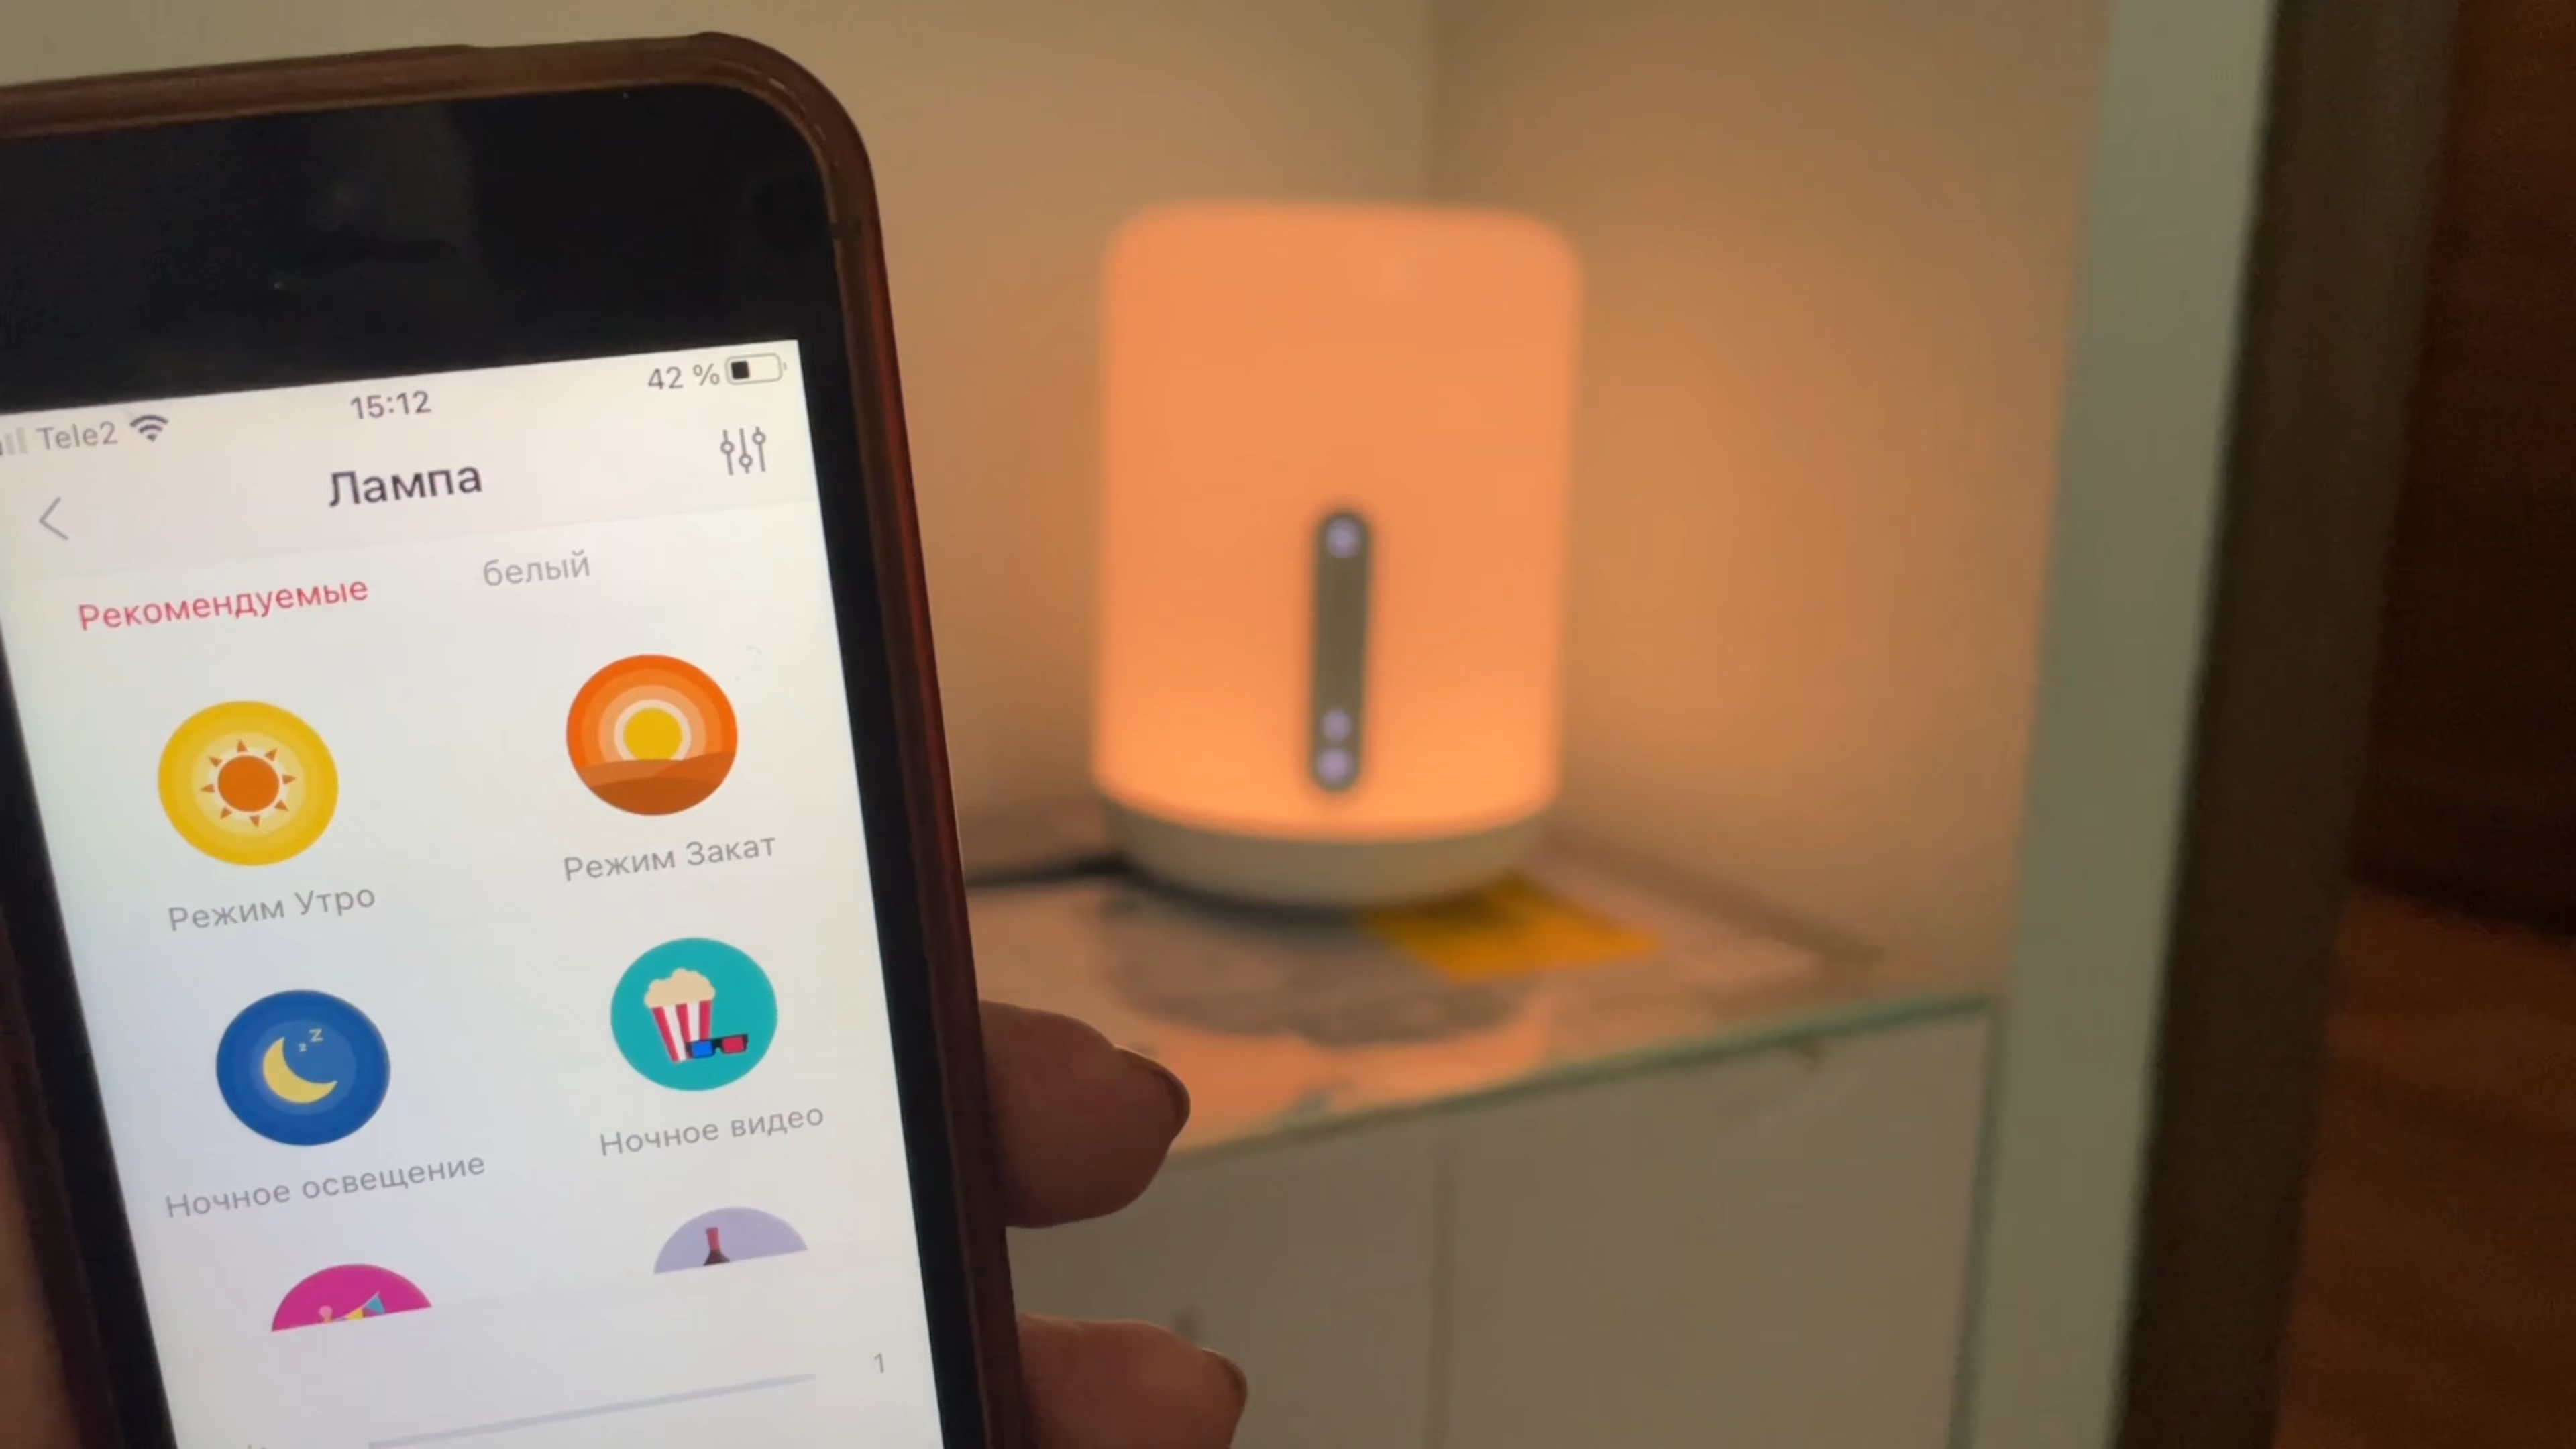 Tele2 15:12 42 %
Лампа
Рекомендуемые белый
Режим Утро Режим Закат
Ночное освещение Ночное видео
1